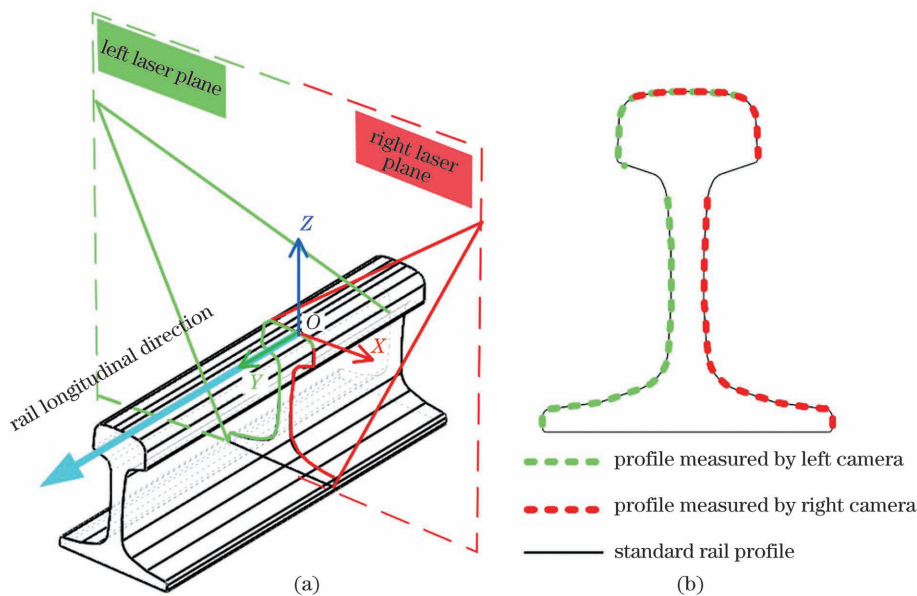 left laser plane
right laser
plane
Z
O
X
Y
rail longitudinal direction
(a)
profile measured by left camera
profile measured by right camera
standard rail profile
(b)